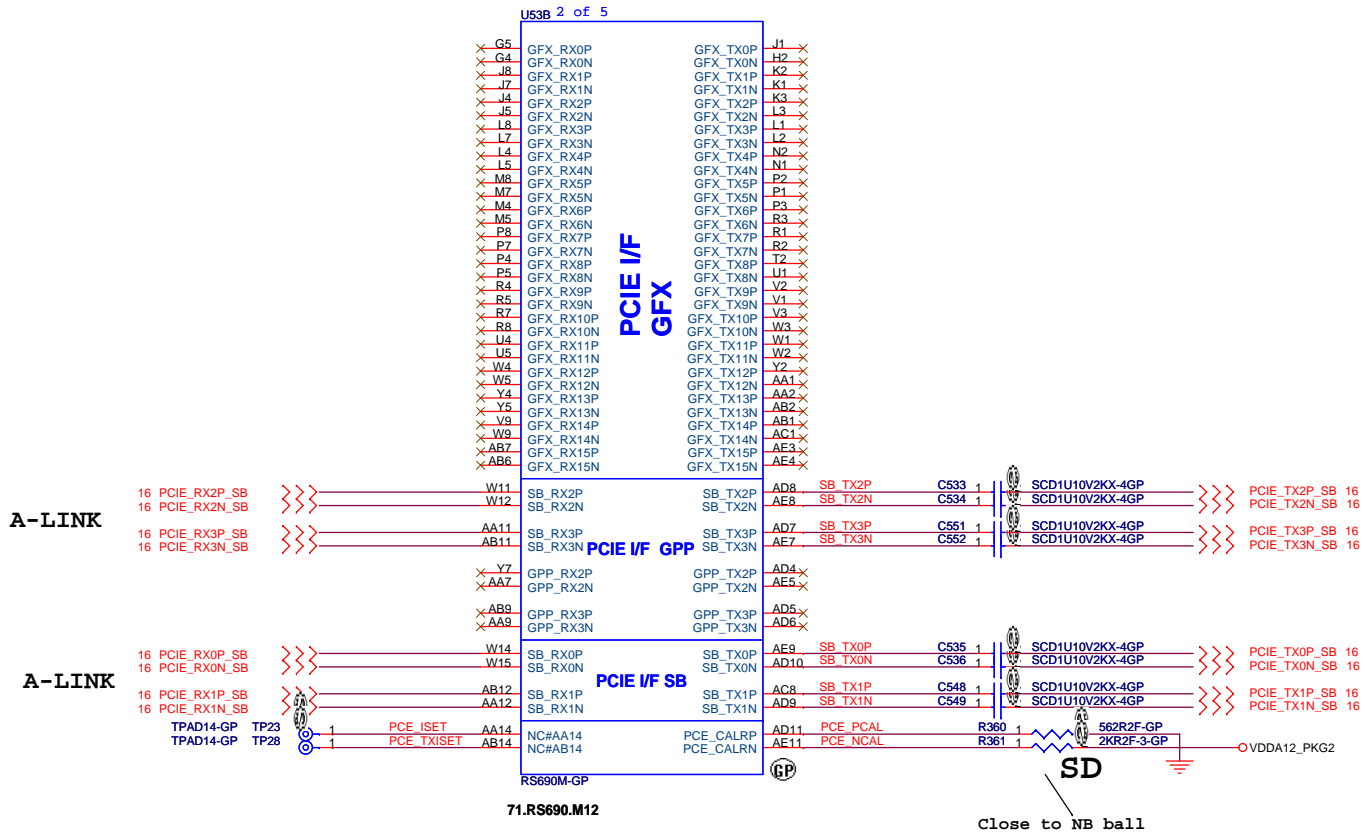 U53B 2 of 5
G5 GFX_RX0P GFX_TX0P J1
G4 GFX_RX0N GFX_TX0N H2
J8 GFX_RX1P GFX_TX1P K2
J7 GFX_RX1N GFX_TX1N K1
J4 GFX_RX2P GFX_TX2P K3
J5 GFX_RX2N GFX_TX2N L3
L8 GFX_RX3P GFX_TX3P L1
L7 GFX_RX3N GFX_TX3N L2
L4 GFX_RX4P GFX_TX4P N2
L5 GFX_RX4N GFX_TX4N N1
M8 GFX_RX5P GFX_TX5P P2
M7 GFX_RX5N GFX_TX5N P1
M4 GFX_RX6P GFX_TX6P P3
M5 GFX_RX6N GFX_TX6N R3
P8 GFX_RX7P GFX_TX7P R1
P7 GFX_RX7N GFX_TX7N R2
P4 GFX_RX8P GFX_TX8P T2
P5 GFX_RX8N GFX_TX8N U1
R4 GFX_RX9P GFX_TX9P V2
R5 GFX_RX9N GFX_TX9N V1
R7 GFX_RX10P GFX_TX10P V3
R8 GFX_RX10N GFX_TX10N W3
U4 GFX_RX11P GFX_TX11P W1
U5 GFX_RX11N GFX_TX11N W2
W4 GFX_RX12P GFX_TX12P Y2
W5 GFX_RX12N GFX_TX12N AA1
Y4 GFX_RX13P GFX_TX13P AA2
Y5 GFX_RX13N GFX_TX13N AB2
V9 GFX_RX14P GFX_TX14P AB1
W9 GFX_RX14N GFX_TX14N AC1
AB7 GFX_RX15P GFX_TX15P AE3
AB6 GFX_RX15N GFX_TX15N AE4
PCIE I/F
GFX
A-LINK
16 PCIE_RX2P_SB W11 SB_RX2P SB_TX2P AD8 SB_TX2P C533 1 SCD1U10V2KX-4GP PCIE_TX2P_SB 16
16 PCIE_RX2N_SB W12 SB_RX2N SB_TX2N AE8 SB_TX2N C534 1 SCD1U10V2KX-4GP PCIE_TX2N_SB 16
16 PCIE_RX3P_SB AA11 SB_RX3P SB_TX3P AD7 SB_TX3P C551 1 SCD1U10V2KX-4GP PCIE_TX3P_SB 16
16 PCIE_RX3N_SB AB11 SB_RX3N SB_TX3N AE7 SB_TX3N C552 1 SCD1U10V2KX-4GP PCIE_TX3N_SB 16
PCIE I/F GPP
Y7 GPP_RX2P GPP_TX2P AD4
AA7 GPP_RX2N GPP_TX2N AE5
AB9 GPP_RX3P GPP_TX3P AD5
AA9 GPP_RX3N GPP_TX3N AD6
A-LINK
16 PCIE_RX0P_SB W14 SB_RX0P SB_TX0P AE9 SB_TX0P C535 1 SCD1U10V2KX-4GP PCIE_TX0P_SB 16
16 PCIE_RX0N_SB W15 SB_RX0N SB_TX0N AD10 SB_TX0N C536 1 SCD1U10V2KX-4GP PCIE_TX0N_SB 16
PCIE I/F SB
16 PCIE_RX1P_SB AB12 SB_RX1P SB_TX1P AC8 SB_TX1P C548 1 SCD1U10V2KX-4GP PCIE_TX1P_SB 16
16 PCIE_RX1N_SB AA12 SB_RX1N SB_TX1N AD9 SB_TX1N C549 1 SCD1U10V2KX-4GP PCIE_TX1N_SB 16
TPAD14-GP TP23 1 PCE_ISET AA14 NC#AA14 PCE_CALRP AD11 PCE_PCAL R360 1 562R2F-GP
TPAD14-GP TP28 1 PCE_TXISET AB14 NC#AB14 PCE_CALRN AE11 PCE_NCAL R361 1 2KR2F-3-GP VDDA12_PKG2
SD
GP
RS690M-GP
71.RS690.M12
Close to NB ball